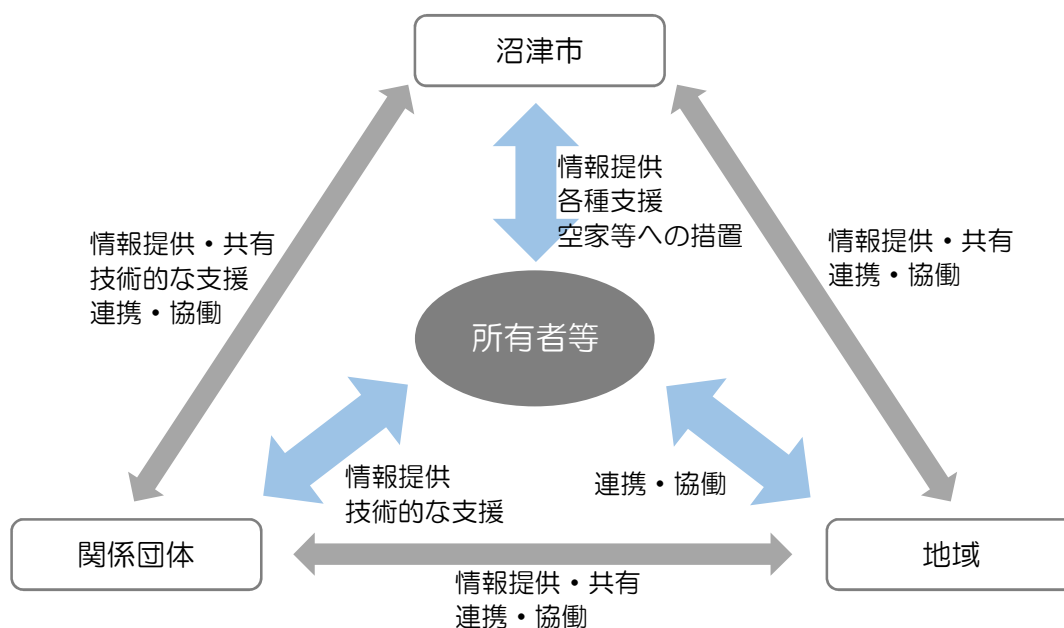 沼津市
情報提供
各種支援
空家等への措置
情報提供・共有
技術的な支援
連携・協働
情報提供・共有
連携・協働
所有者等
情報提供
技術的な支援
連携・協働
関係団体
地域
情報提供・共有
連携・協働